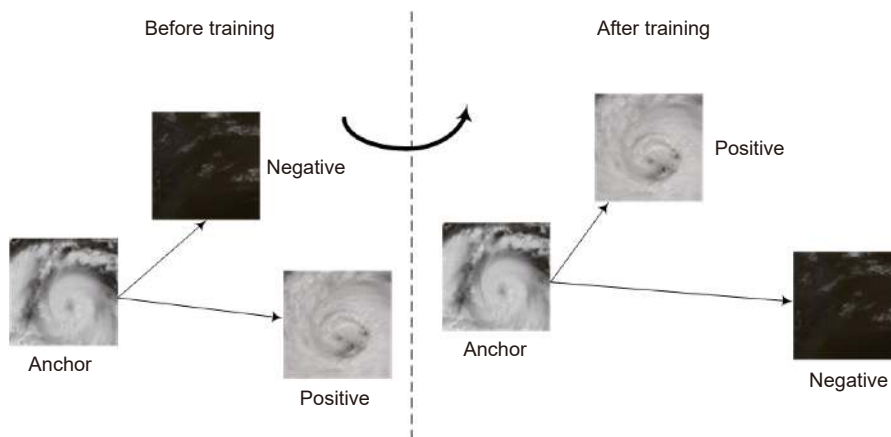 Before training
Negative
Anchor
Positive
After training
Positive
Anchor
Negative